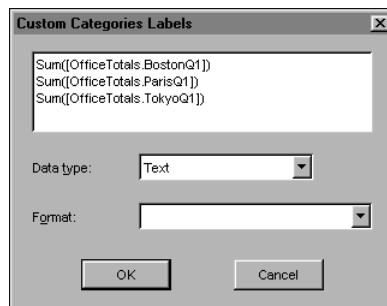 Custom Categories Labels
Sum([OfficeTotals.BostonQ1])
Sum([OfficeTotals.ParisQ1])
Sum([OfficeTotals.TokyoQ1])
Data type: Text
Format:
OK Cancel